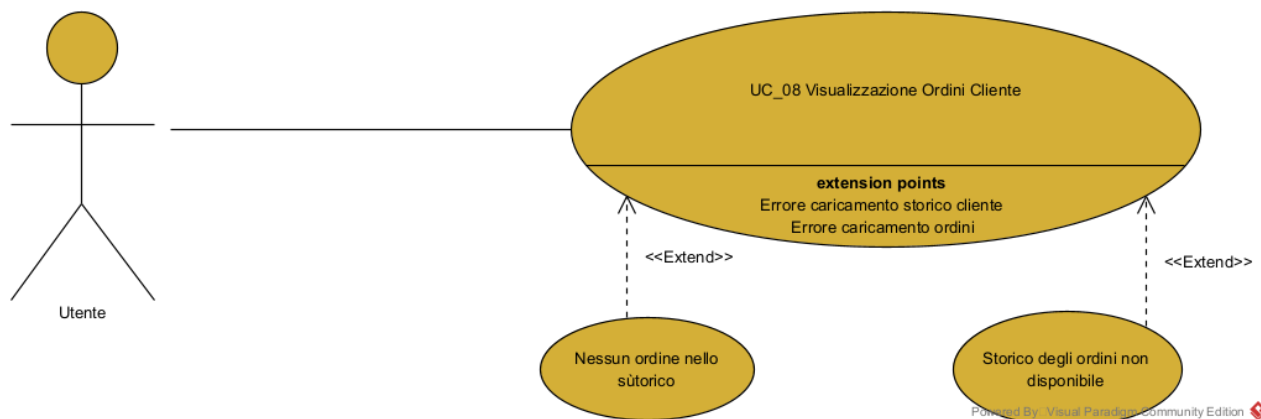 UC_08 Visualizzazione Ordini Cliente
extension points
Errore caricamento storico cliente
Errore caricamento ordini
<<Extend>>
<<Extend>>
Utente
Nessun ordine nello
sùtorico
Storico degli ordini non
disponibile
Powered By: Visual Paradigm Community Edition